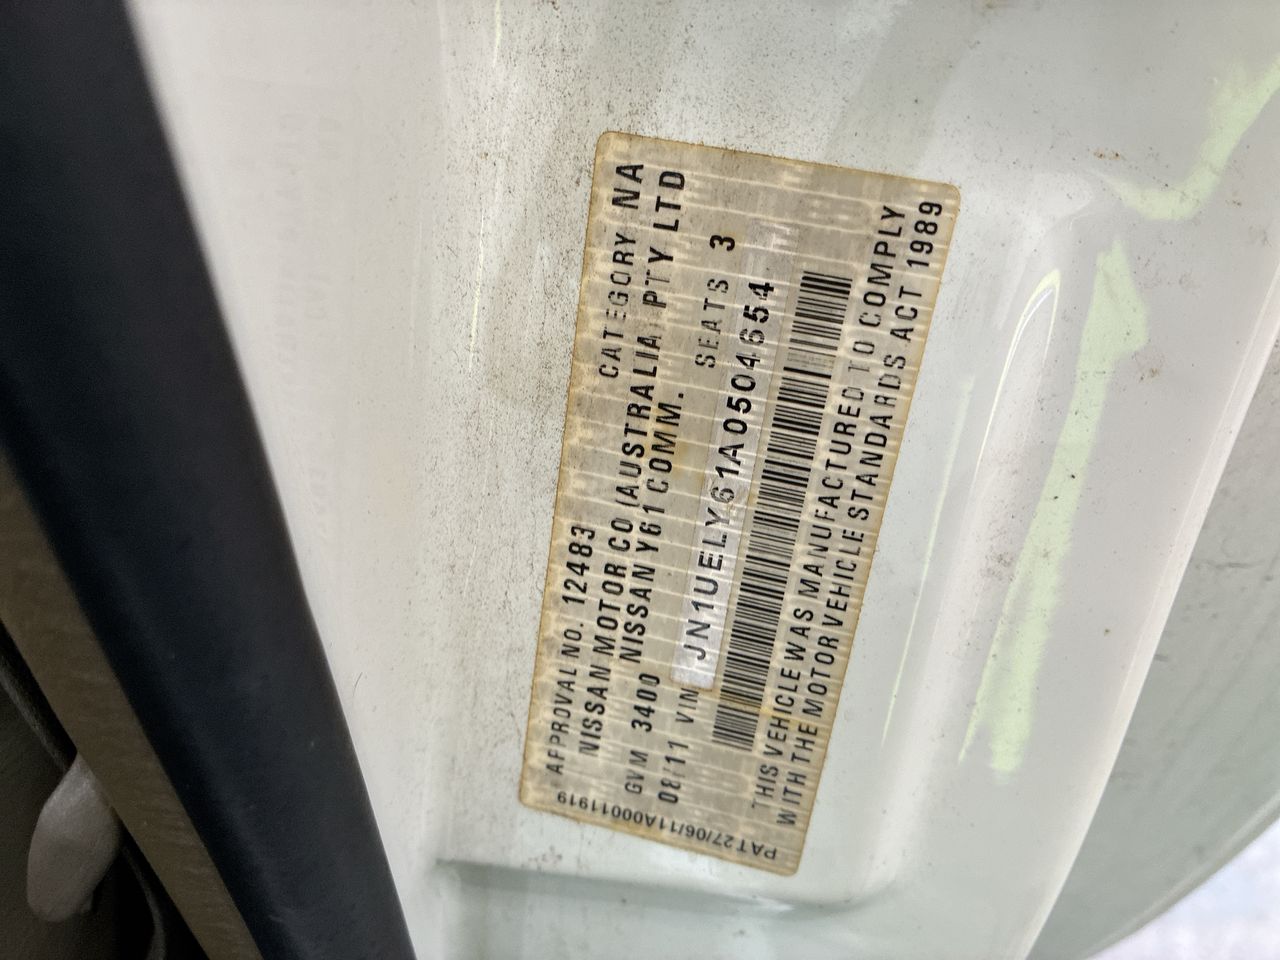 APPROVAL NO. 12483 CATEGORY NA
NISSAN MOTOR CO (AUSTRALIA) PTY LTD
GVM 3400 NISSAN Y61 COMM. SEATS 3
08/11 VIN JN1UELY61A0504654
THIS VEHICLE WAS MANUFACTURED TO COMPLY
WITH THE MOTOR VEHICLE STANDARDS ACT 1989
PAT27/06/11A00011919